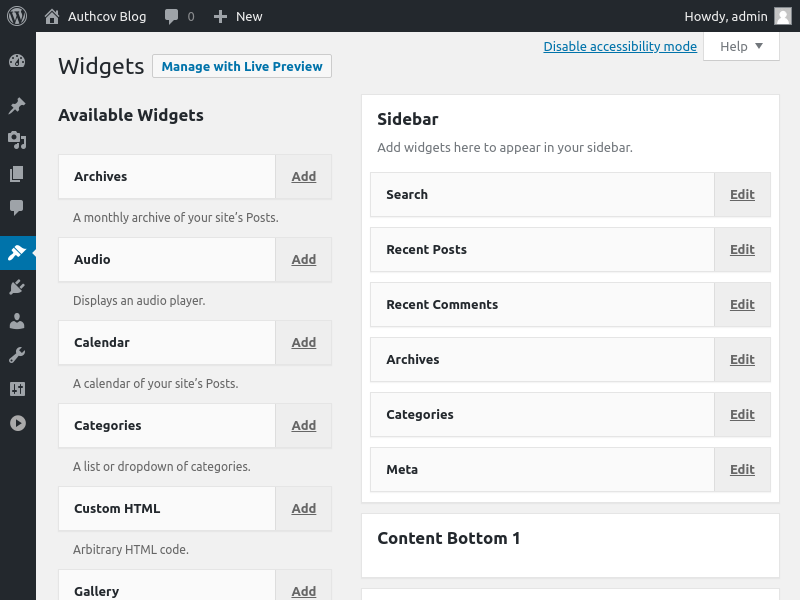 Authcov Blog 0 New Howdy, admin
Disable accessibility mode Help
Widgets Manage with Live Preview
Available Widgets
Archives Add
A monthly archive of your site’s Posts.
Audio Add
Displays an audio player.
Calendar Add
A calendar of your site’s Posts.
Categories Add
A list or dropdown of categories.
Custom HTML Add
Arbitrary HTML code.
Gallery Add
Sidebar
Add widgets here to appear in your sidebar.
Search Edit
Recent Posts Edit
Recent Comments Edit
Archives Edit
Categories Edit
Meta Edit
Content Bottom 1